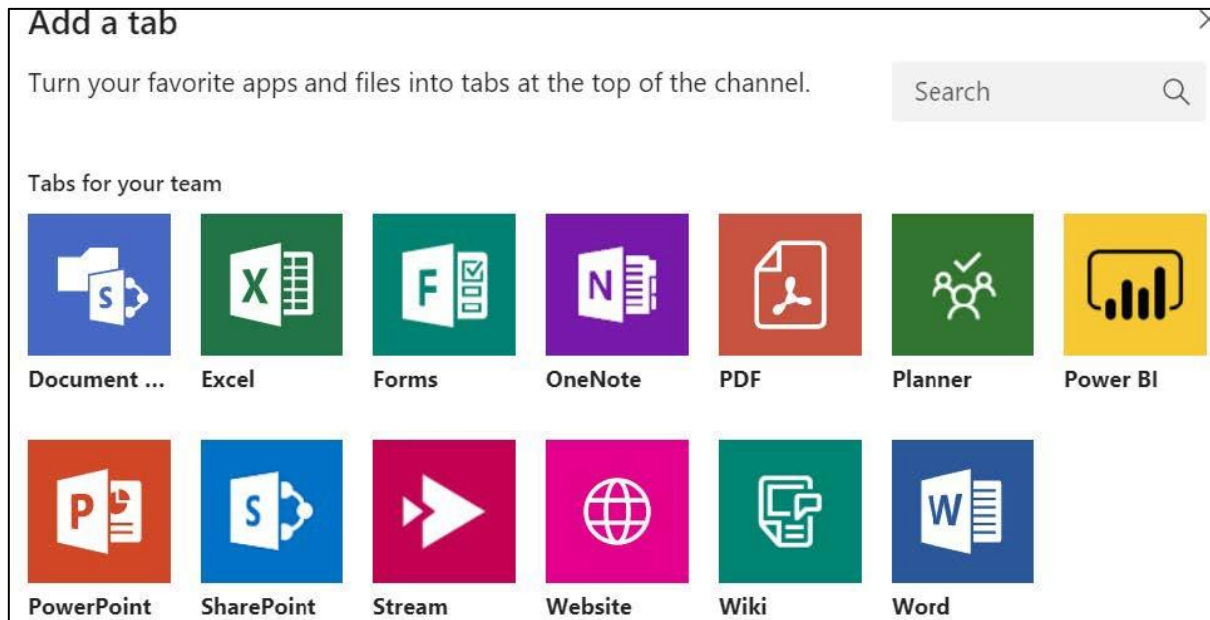 Add a tab
Turn your favorite apps and files into tabs at the top of the channel.
Search
Tabs for your team
S X F N
Document ... Excel Forms OneNote PDF Planner Power BI
P S W
PowerPoint SharePoint Stream Website Wiki Word